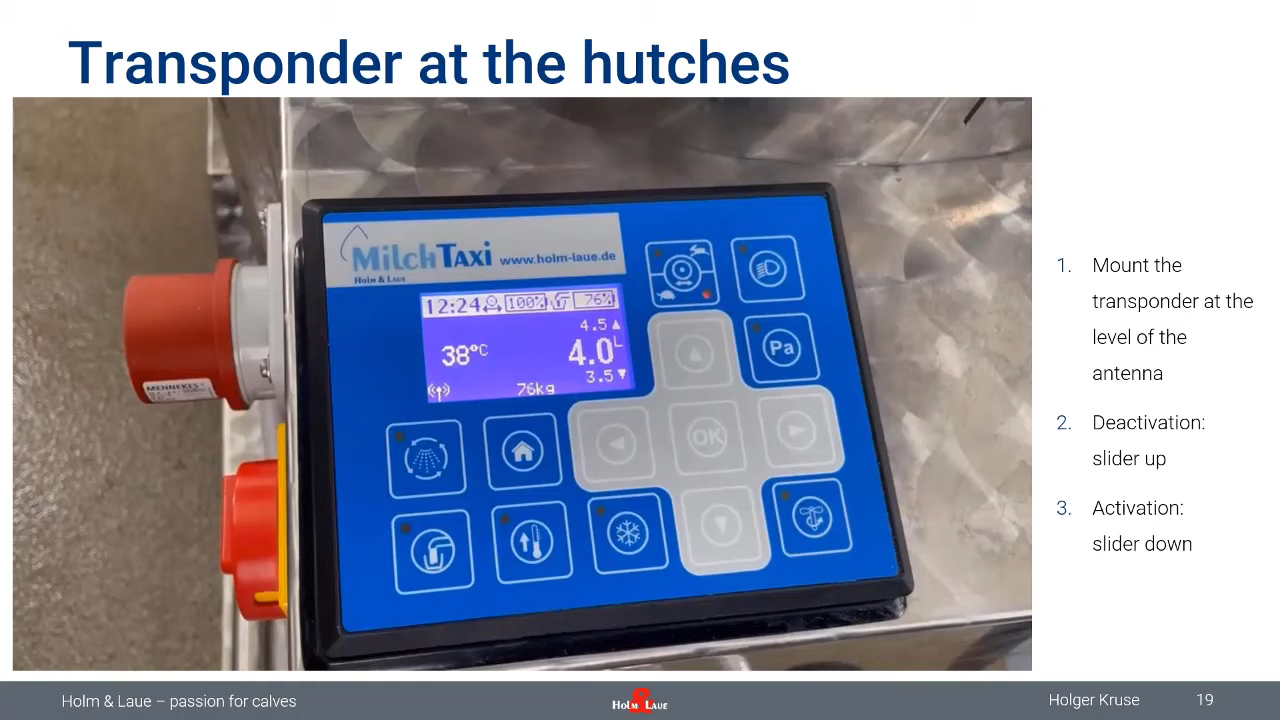 Transponder at the hutches
MilchTaxi www.holm-laue.de
Holm & Laue
12:24 100% 76%
4.5
38°C 4.0L
3.5
76kg
Pa
OK
MENNEKES
1. Mount the
transponder at the
level of the
antenna
2. Deactivation:
slider up
3. Activation:
slider down
Holm & Laue – passion for calves
Holm & Laue
Holger Kruse
19